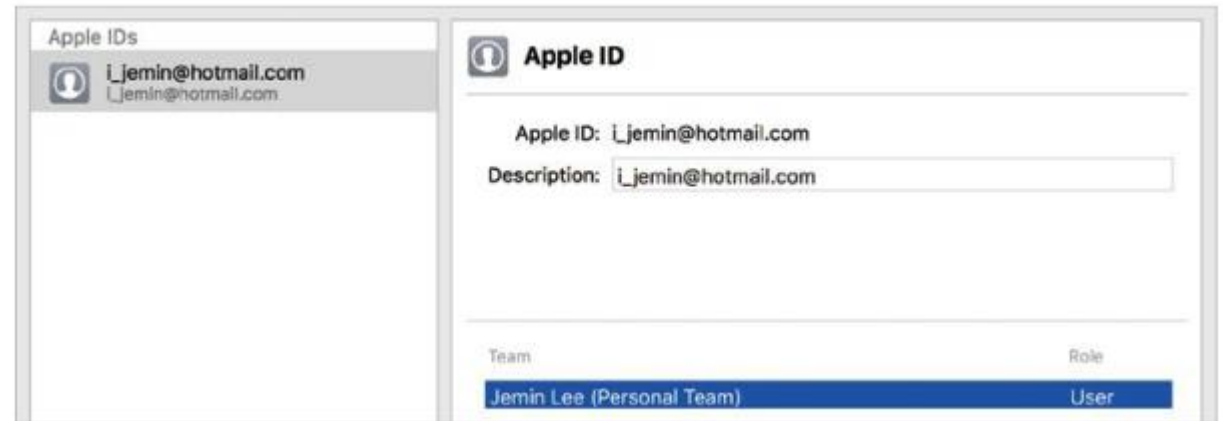 Apple IDs
i_jemin@hotmail.com
i_jemin@hotmail.com
Apple ID
Apple ID: i_jemin@hotmail.com
Description: i_jemin@hotmail.com
Team Role
Jemin Lee (Personal Team) User